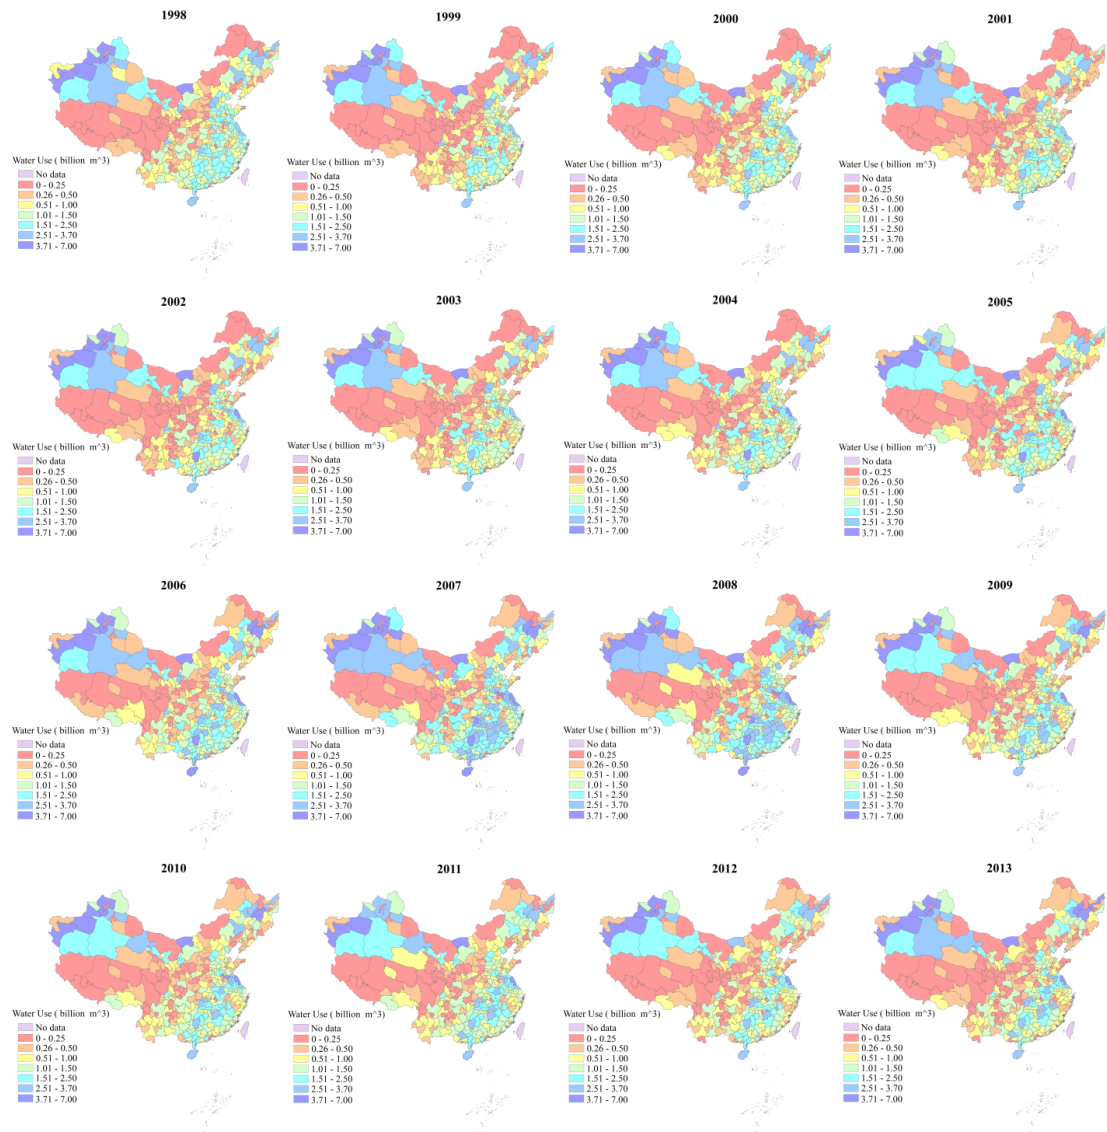 1998
Water Use ( billion m^3)
No data
0 - 0.25
0.26 - 0.50
0.51 - 1.00
1.01 - 1.50
1.51 - 2.50
2.51 - 3.70
3.71 - 7.00
1999
Water Use ( billion m^3)
No data
0 - 0.25
0.26 - 0.50
0.51 - 1.00
1.01 - 1.50
1.51 - 2.50
2.51 - 3.70
3.71 - 7.00
2000
Water Use ( billion m^3)
No data
0 - 0.25
0.26 - 0.50
0.51 - 1.00
1.01 - 1.50
1.51 - 2.50
2.51 - 3.70
3.71 - 7.00
2001
Water Use ( billion m^3)
No data
0 - 0.25
0.26 - 0.50
0.51 - 1.00
1.01 - 1.50
1.51 - 2.50
2.51 - 3.70
3.71 - 7.00
2002
Water Use ( billion m^3)
No data
0 - 0.25
0.26 - 0.50
0.51 - 1.00
1.01 - 1.50
1.51 - 2.50
2.51 - 3.70
3.71 - 7.00
2003
Water Use ( billion m^3)
No data
0 - 0.25
0.26 - 0.50
0.51 - 1.00
1.01 - 1.50
1.51 - 2.50
2.51 - 3.70
3.71 - 7.00
2004
Water Use ( billion m^3)
No data
0 - 0.25
0.26 - 0.50
0.51 - 1.00
1.01 - 1.50
1.51 - 2.50
2.51 - 3.70
3.71 - 7.00
2005
Water Use ( billion m^3)
No data
0 - 0.25
0.26 - 0.50
0.51 - 1.00
1.01 - 1.50
1.51 - 2.50
2.51 - 3.70
3.71 - 7.00
2006
Water Use ( billion m^3)
No data
0 - 0.25
0.26 - 0.50
0.51 - 1.00
1.01 - 1.50
1.51 - 2.50
2.51 - 3.70
3.71 - 7.00
2007
Water Use ( billion m^3)
No data
0 - 0.25
0.26 - 0.50
0.51 - 1.00
1.01 - 1.50
1.51 - 2.50
2.51 - 3.70
3.71 - 7.00
2008
Water Use ( billion m^3)
No data
0 - 0.25
0.26 - 0.50
0.51 - 1.00
1.01 - 1.50
1.51 - 2.50
2.51 - 3.70
3.71 - 7.00
2009
Water Use ( billion m^3)
No data
0 - 0.25
0.26 - 0.50
0.51 - 1.00
1.01 - 1.50
1.51 - 2.50
2.51 - 3.70
3.71 - 7.00
2010
Water Use ( billion m^3)
No data
0 - 0.25
0.26 - 0.50
0.51 - 1.00
1.01 - 1.50
1.51 - 2.50
2.51 - 3.70
3.71 - 7.00
2011
Water Use ( billion m^3)
No data
0 - 0.25
0.26 - 0.50
0.51 - 1.00
1.01 - 1.50
1.51 - 2.50
2.51 - 3.70
3.71 - 7.00
2012
Water Use ( billion m^3)
No data
0 - 0.25
0.26 - 0.50
0.51 - 1.00
1.01 - 1.50
1.51 - 2.50
2.51 - 3.70
3.71 - 7.00
2013
Water Use ( billion m^3)
No data
0 - 0.25
0.26 - 0.50
0.51 - 1.00
1.01 - 1.50
1.51 - 2.50
2.51 - 3.70
3.71 - 7.00